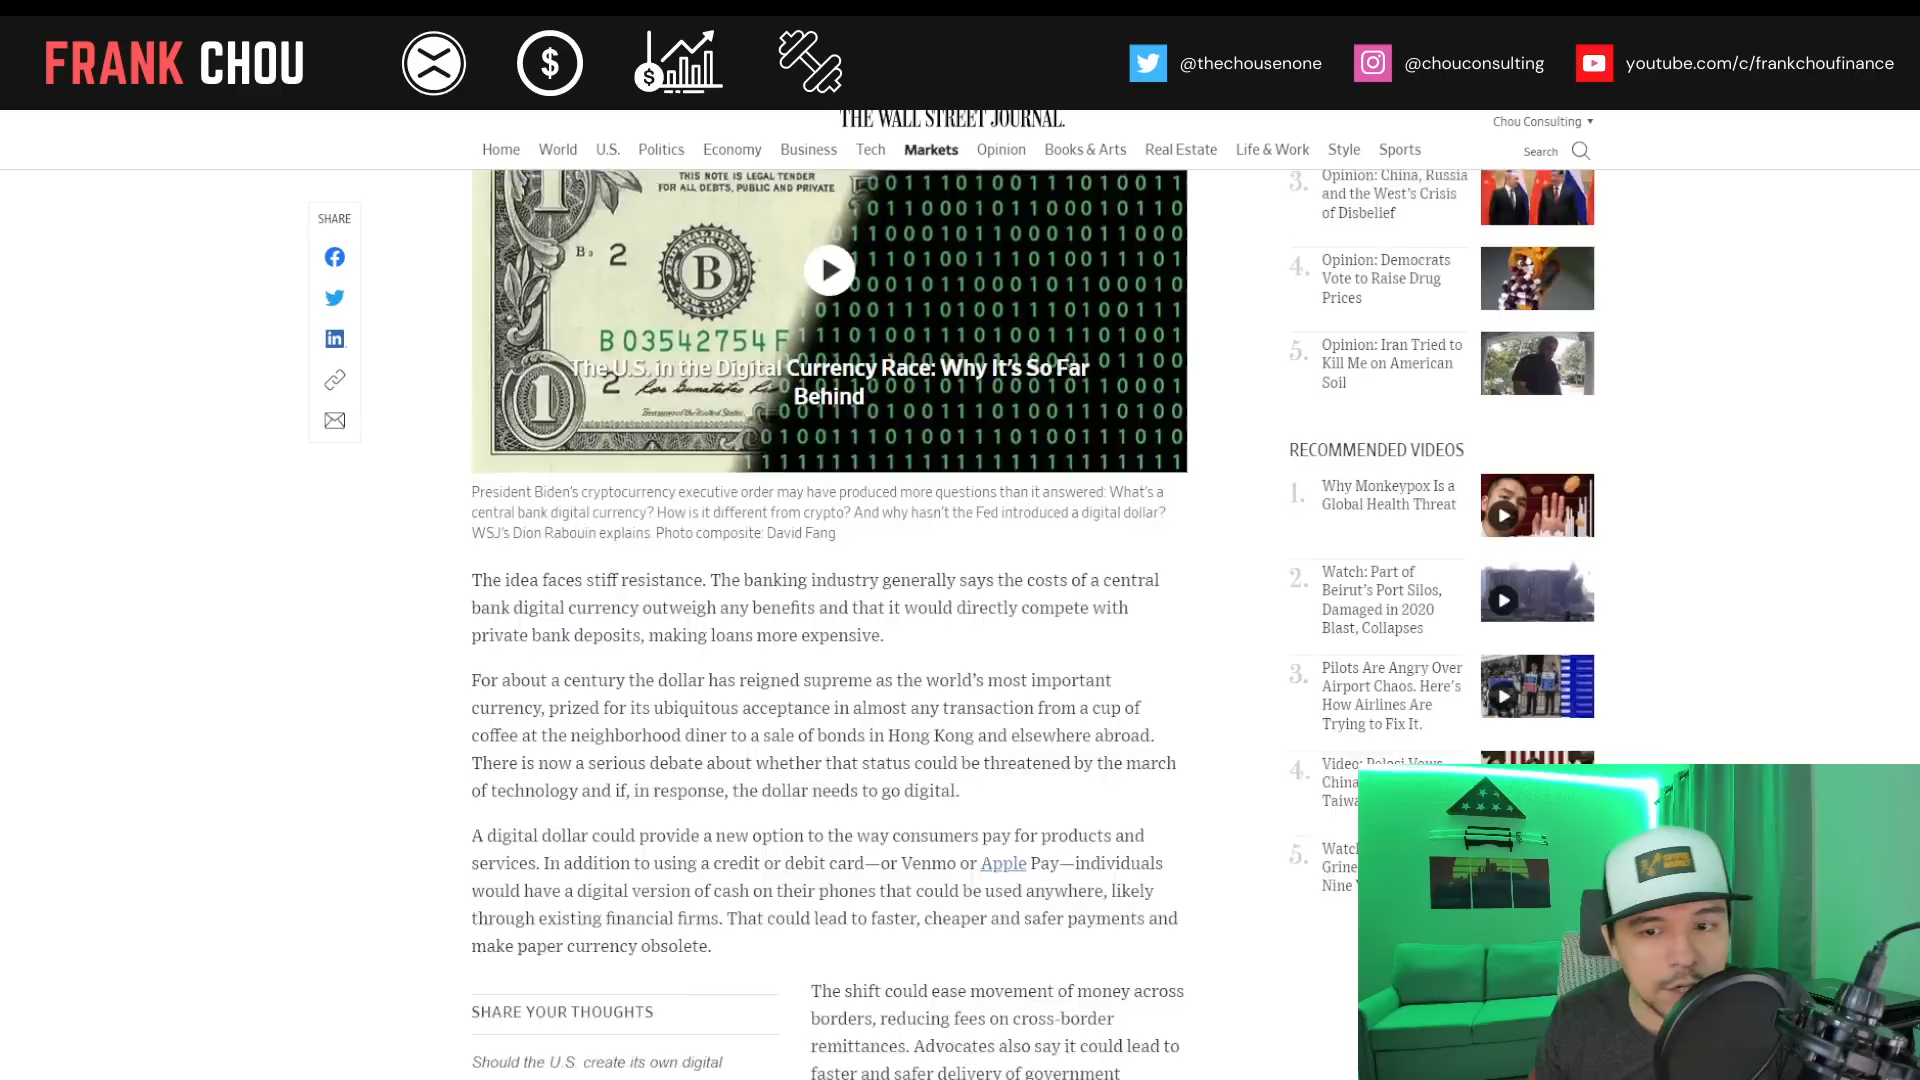 FRANK CHOU
@thechousenone
@chouconsulting
youtube.com/c/frankchoufinance
THE WALL STREET JOURNAL.
Chou Consulting
Home World U.S. Politics Economy Business Tech Markets Opinion Books & Arts Real Estate Life & Work Style Sports
Search
SHARE
THIS NOTE IS LEGAL TENDER
FOR ALL DEBTS, PUBLIC AND PRIVATE
2
B
B 03542754 F
The U.S. in the Digital Currency Race: Why It's So Far
Behind
President Biden's cryptocurrency executive order may have produced more questions than it answered: What's a
central bank digital currency? How is it different from crypto? And why hasn't the Fed introduced a digital dollar?
WSJ's Dion Rabouin explains. Photo composite: David Fang
The idea faces stiff resistance. The banking industry generally says the costs of a central
bank digital currency outweigh any benefits and that it would directly compete with
private bank deposits, making loans more expensive.
For about a century the dollar has reigned supreme as the world's most important
currency, prized for its ubiquitous acceptance in almost any transaction from a cup of
coffee at the neighborhood diner to a sale of bonds in Hong Kong and elsewhere abroad.
There is now a serious debate about whether that status could be threatened by the march
of technology and if, in response, the dollar needs to go digital.
A digital dollar could provide a new option to the way consumers pay for products and
services. In addition to using a credit or debit card—or Venmo or Apple Pay—individuals
would have a digital version of cash on their phones that could be used anywhere, likely
through existing financial firms. That could lead to faster, cheaper and safer payments and
make paper currency obsolete.
SHARE YOUR THOUGHTS
Should the U.S. create its own digital
The shift could ease movement of money across
borders, reducing fees on cross-border
remittances. Advocates also say it could lead to
faster and safer delivery of government
3.
Opinion: China, Russia
and the West's Crisis
of Disbelief
4.
Opinion: Democrats
Vote to Raise Drug
Prices
5.
Opinion: Iran Tried to
Kill Me on American
Soil
RECOMMENDED VIDEOS
1.
Why Monkeypox Is a
Global Health Threat
2.
Watch: Part of
Beirut's Port Silos,
Damaged in 2020
Blast, Collapses
3.
Pilots Are Angry Over
Airport Chaos. Here's
How Airlines Are
Trying to Fix It.
4.
Video: Pelosi Vows
China
5.
Nine